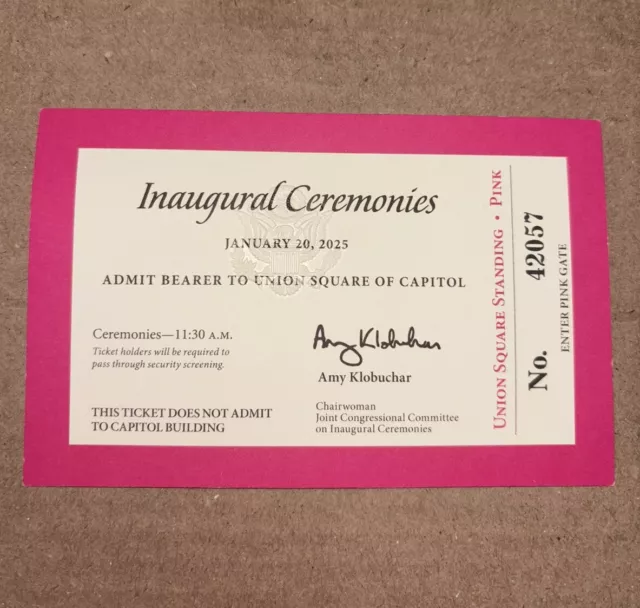 Inaugural Ceremonies
JANUARY 20, 2025
ADMIT BEARER TO UNION SQUARE OF CAPITOL
Ceremonies—11:30 A.M.
Ticket holders will be required to
pass through security screening.
THIS TICKET DOES NOT ADMIT
TO CAPITOL BUILDING
Amy Klobuchar
Amy Klobuchar
Chairwoman
Joint Congressional Committee
on Inaugural Ceremonies
UNION SQUARE STANDING • PINK
No. 42057
ENTER PINK GATE